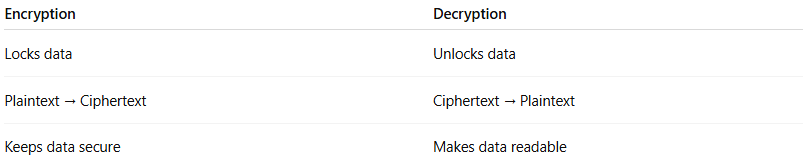 Encryption Decryption
Locks data Unlocks data
Plaintext → Ciphertext Ciphertext → Plaintext
Keeps data secure Makes data readable